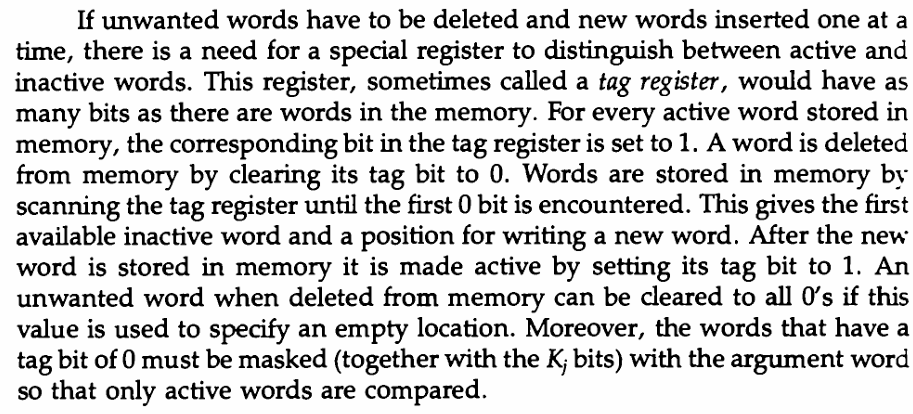 If unwanted words have to be deleted and new words inserted one at a
time, there is a need for a special register to distinguish between active and
inactive words. This register, sometimes called a tag register, would have as
many bits as there are words in the memory. For every active word stored in
memory, the corresponding bit in the tag register is set to 1. A word is deleted
from memory by clearing its tag bit to 0. Words are stored in memory by
scanning the tag register until the first 0 bit is encountered. This gives the first
available inactive word and a position for writing a new word. After the new
word is stored in memory it is made active by setting its tag bit to 1. An
unwanted word when deleted from memory can be cleared to all 0's if this
value is used to specify an empty location. Moreover, the words that have a
tag bit of 0 must be masked (together with the Kj bits) with the argument word
so that only active words are compared.